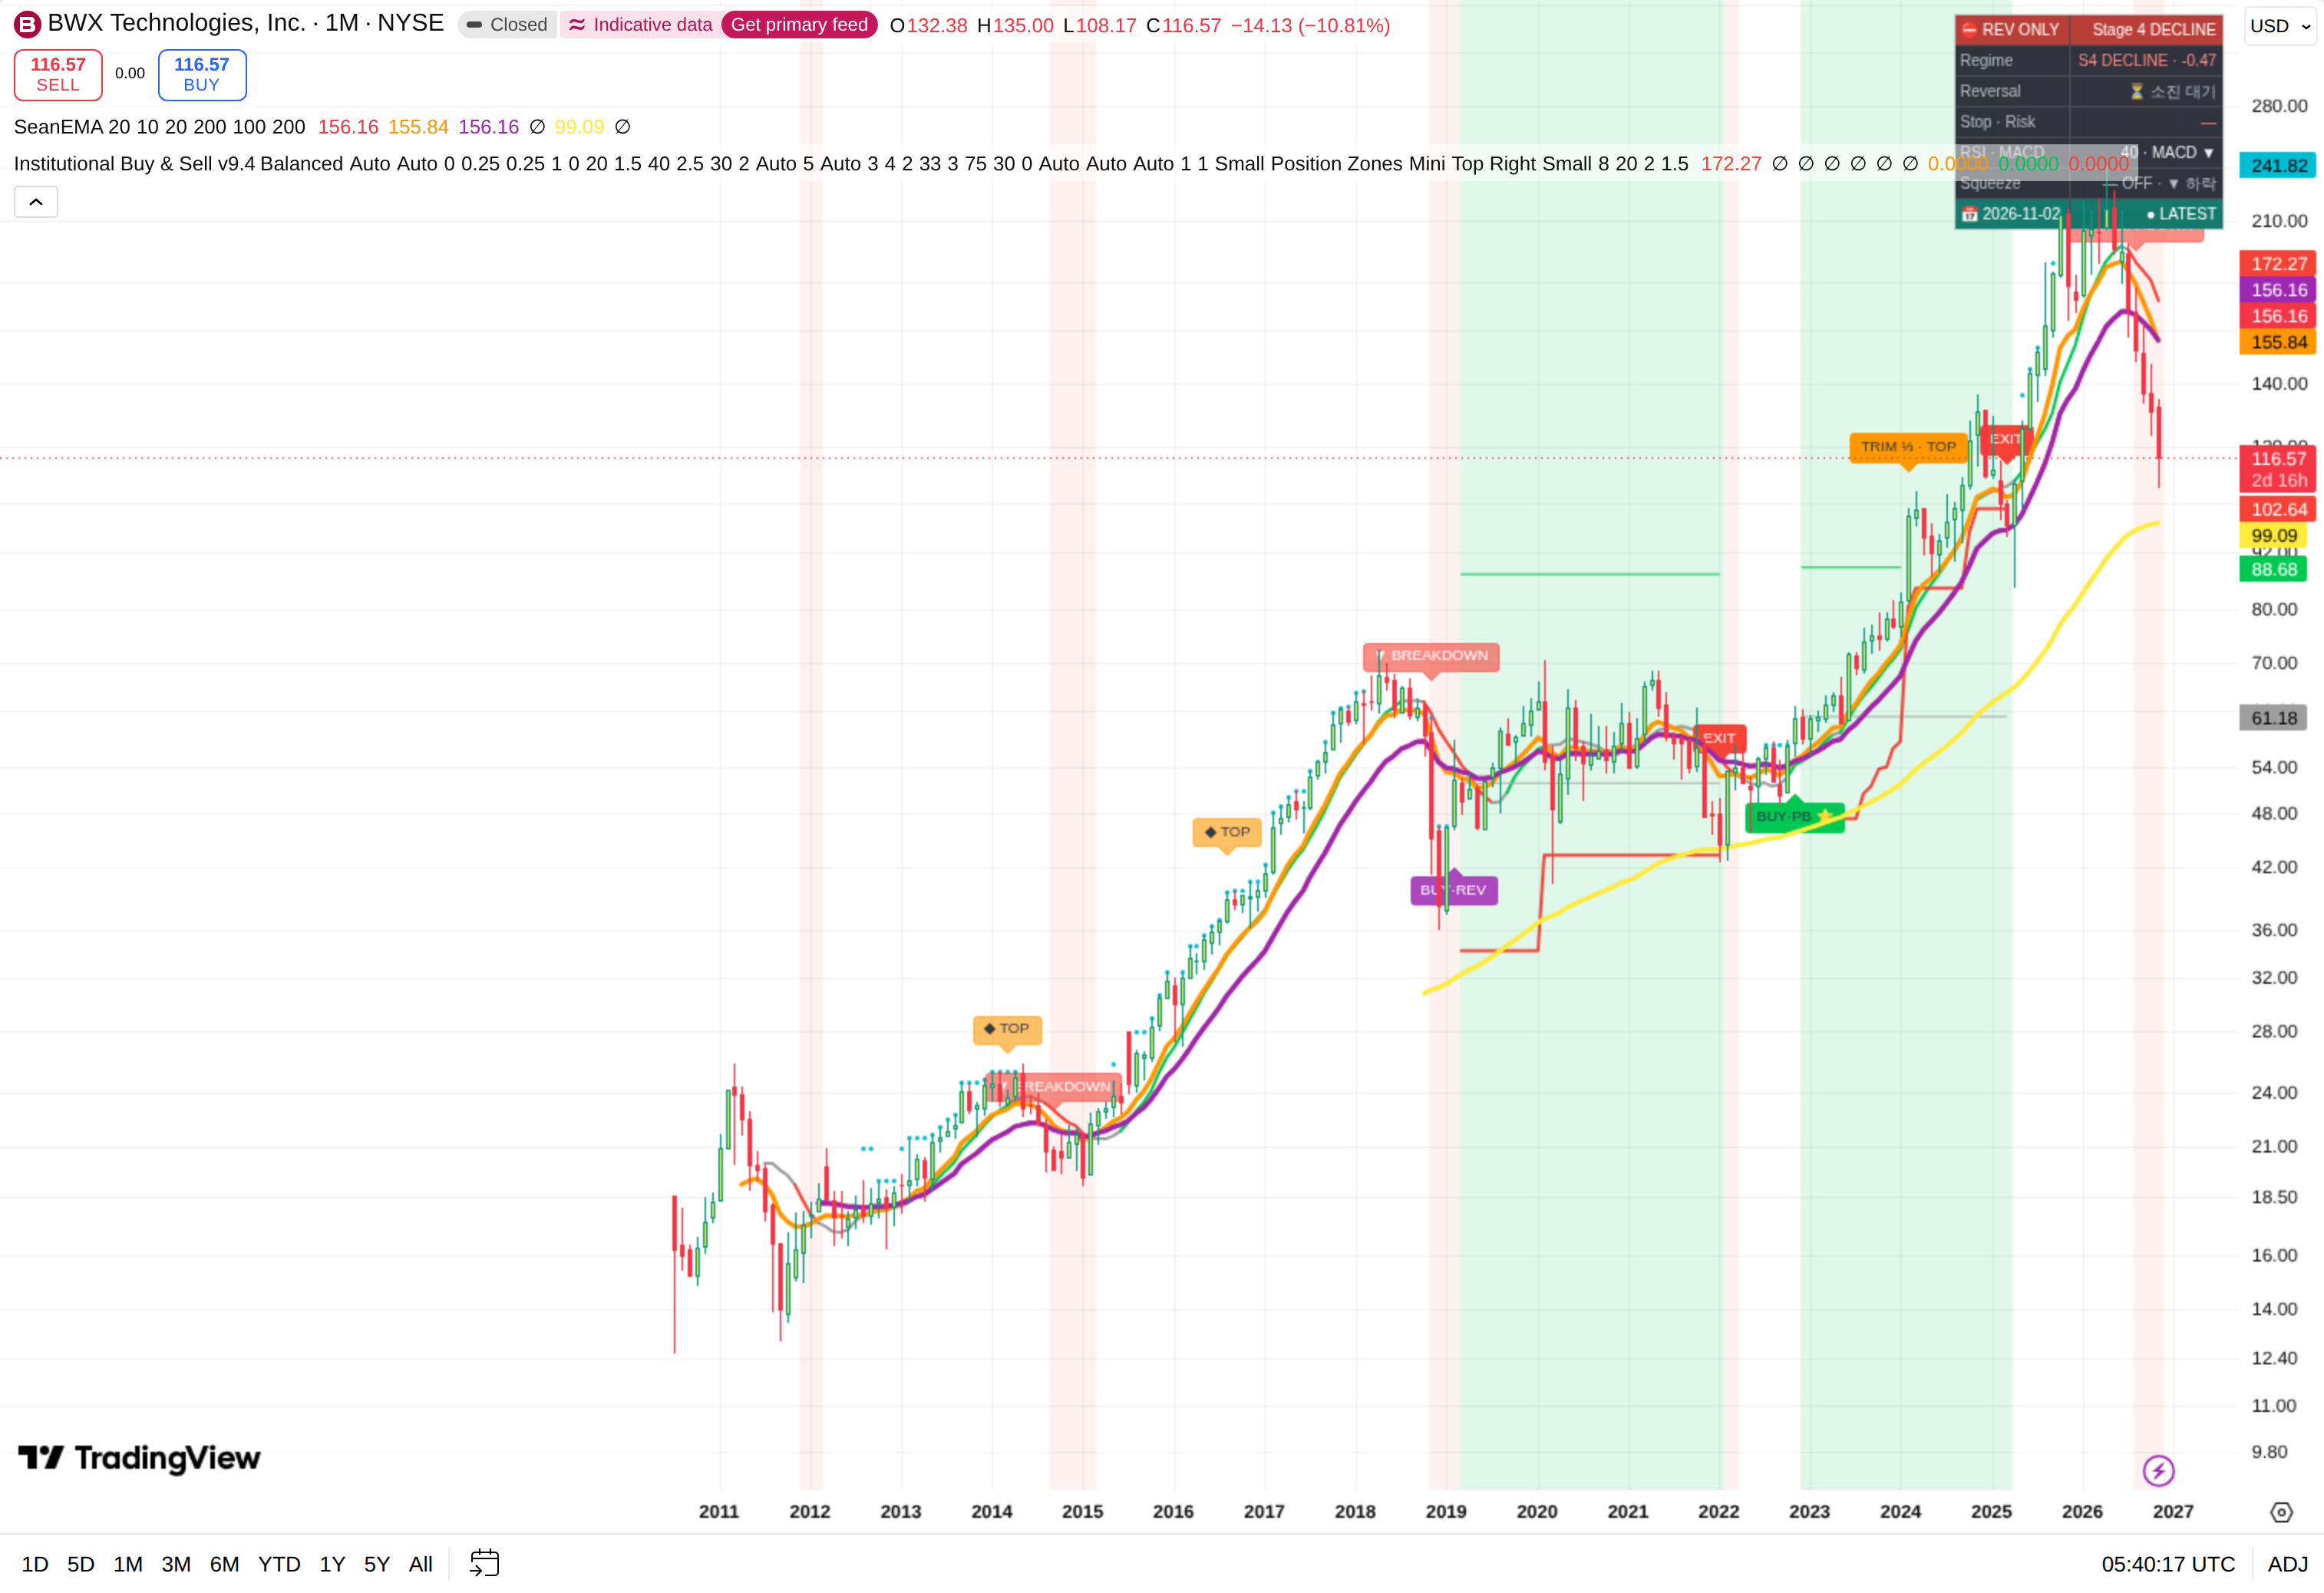 BWX Technologies, Inc. · 1M · NYSE
Closed
Indicative data
Get primary feed
O132.38 H135.00 L108.17 C116.57 −14.13 (−10.81%)
116.57
SELL
0.00
116.57
BUY
SeanEMA 20 10 20 200 100 200 156.16 155.84 156.16 ∅ 99.09 ∅
Institutional Buy & Sell v9.4 Balanced Auto Auto 0 0.25 0.25 1 0 20 1.5 40 2.5 30 2 Auto 5 Auto 3 4 2 33 3 75 30 0 Auto Auto Auto 1 1 Small Position Zones Mini Top Right Small 8 20 2 1.5 172.27 ∅ ∅ ∅ ∅ ∅ ∅ 0.0000 0.0000 0.0000
⛔ REV ONLY Stage 4 DECLINE
Regime S4 DECLINE · -0.47
Reversal ⏳ 소진 대기
Stop · Risk —
RSI · MACD 40 · MACD ▼
Squeeze — OFF · ▼ 하락
📅 2026-11-02 ● LATEST
USD
280.00
241.82
210.00
172.27
156.16
156.16
155.84
140.00
116.57
2d 16h
102.64
99.09
92.00
88.68
80.00
70.00
61.18
54.00
48.00
42.00
36.00
32.00
28.00
24.00
21.00
18.50
16.00
14.00
12.40
11.00
9.80
TRIM ⅓ · TOP
EXIT
▼ BREAKDOWN
EXIT
BUY-PB ⭐
◆ TOP
BUY-REV
◆ TOP
BREAKDOWN
TradingView
2011 2012 2013 2014 2015 2016 2017 2018 2019 2020 2021 2022 2023 2024 2025 2026 2027
1D 5D 1M 3M 6M YTD 1Y 5Y All
05:40:17 UTC
ADJ